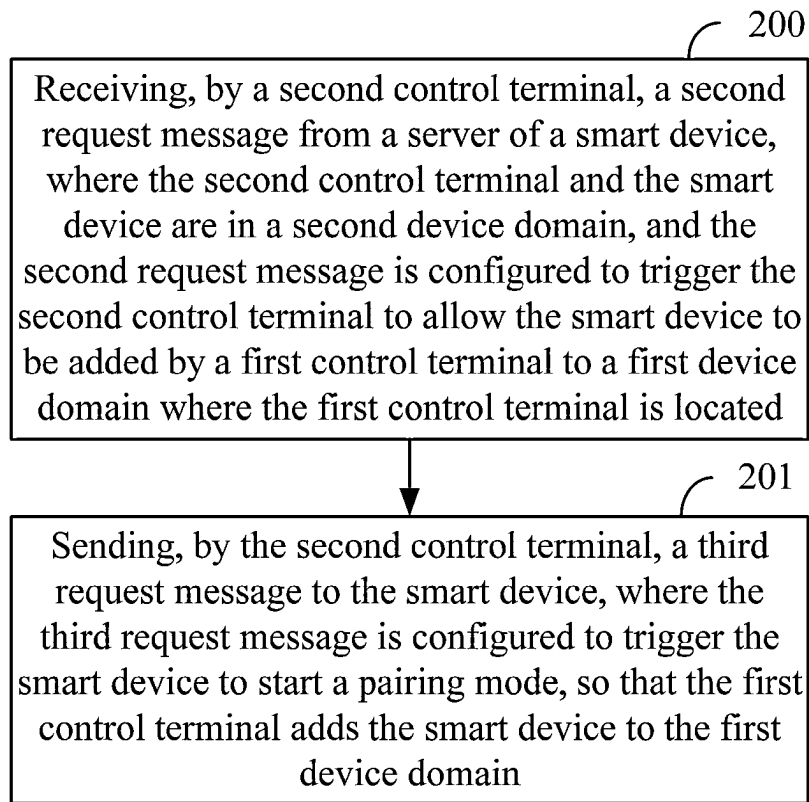 200
Receiving, by a second control terminal, a second
request message from a server of a smart device,
where the second control terminal and the smart
device are in a second device domain, and the
second request message is configured to trigger the
second control terminal to allow the smart device to
be added by a first control terminal to a first device
domain where the first control terminal is located
201
Sending, by the second control terminal, a third
request message to the smart device, where the
third request message is configured to trigger the
smart device to start a pairing mode, so that the first
control terminal adds the smart device to the first
device domain